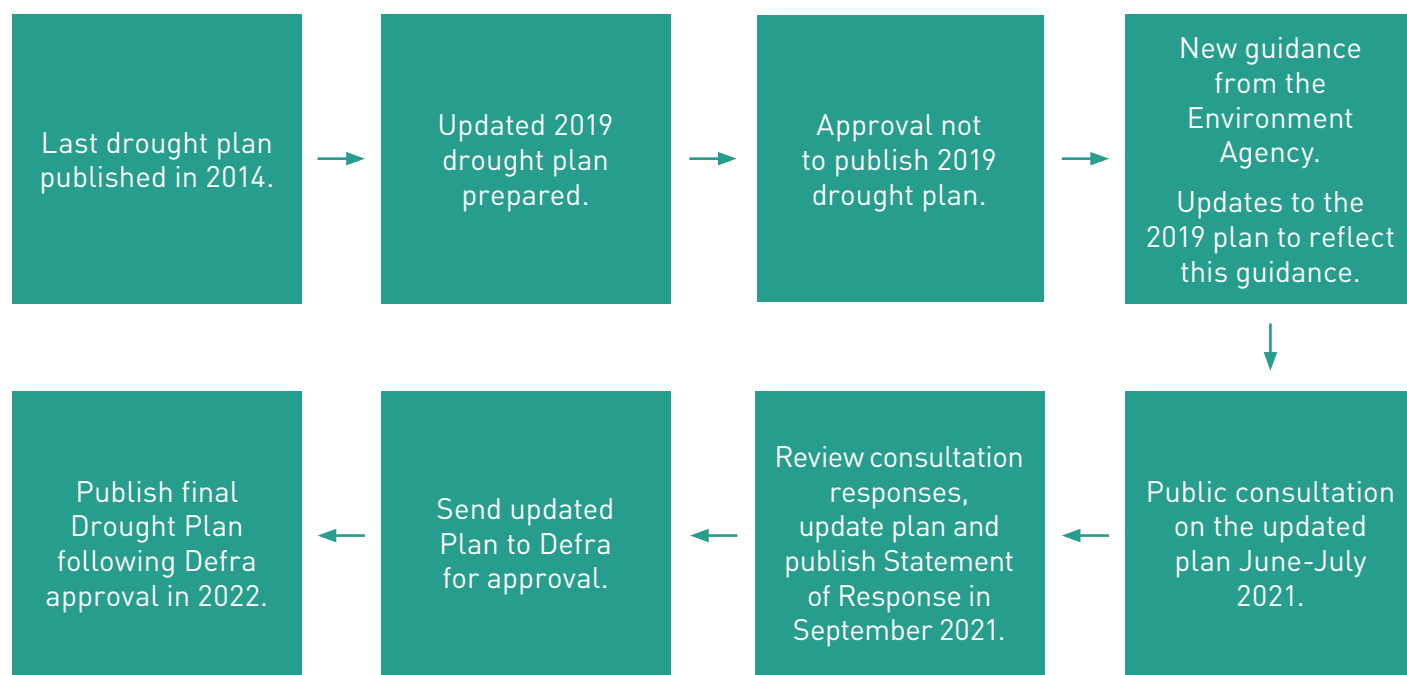 Last drought plan
published in 2014.
Updated 2019
drought plan
prepared.
Approval not
to publish 2019
drought plan.
New guidance
from the
Environment
Agency.
Updates to the
2019 plan to reflect
this guidance.
Public consultation
on the updated
plan June-July
2021.
Review consultation
responses,
update plan and
publish Statement
of Response in
September 2021.
Send updated
Plan to Defra
for approval.
Publish final
Drought Plan
following Defra
approval in 2022.